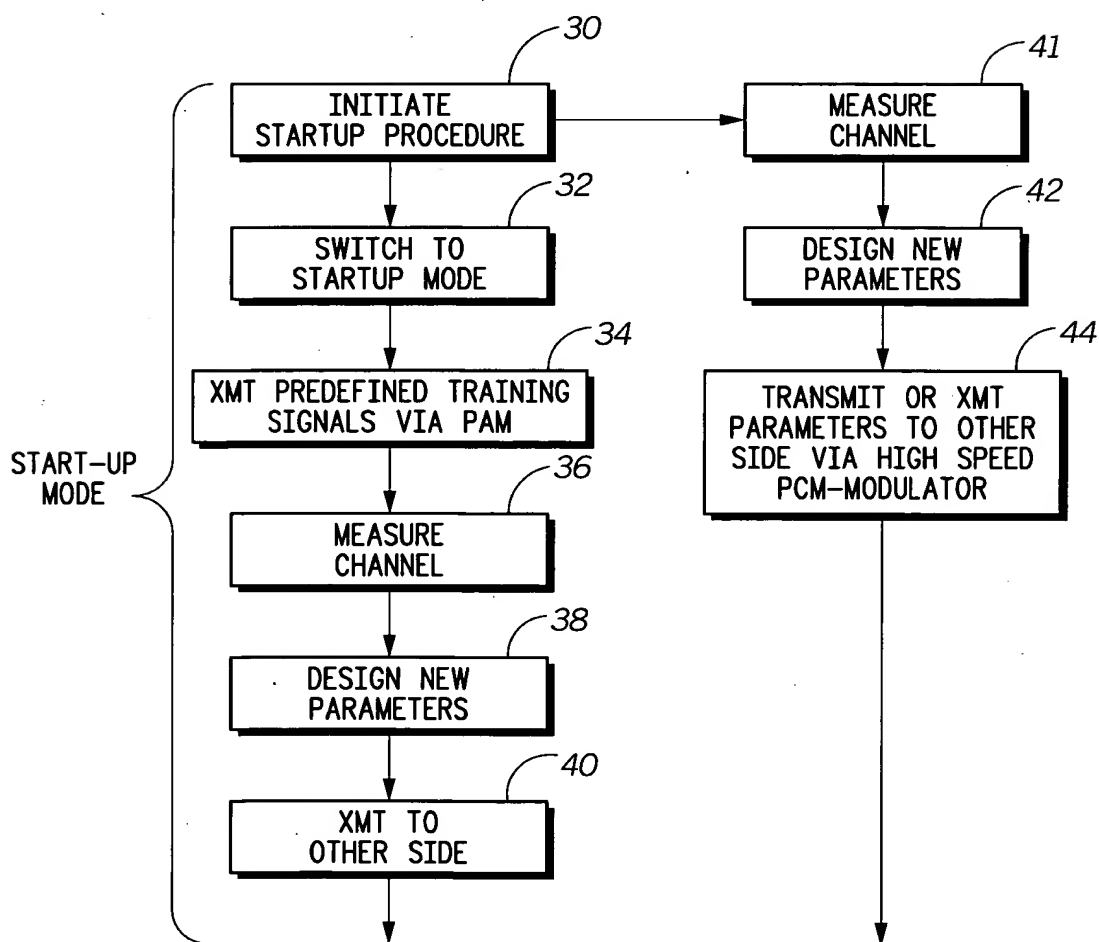 30
INITIATE
STARTUP PROCEDURE
32
SWITCH TO
STARTUP MODE
34
XMT PREDEFINED TRAINING
SIGNALS VIA PAM
START-UP
MODE
36
MEASURE
CHANNEL
38
DESIGN NEW
PARAMETERS
40
XMT TO
OTHER SIDE
41
MEASURE
CHANNEL
42
DESIGN NEW
PARAMETERS
44
TRANSMIT OR XMT
PARAMETERS TO OTHER
SIDE VIA HIGH SPEED
PCM-MODULATOR